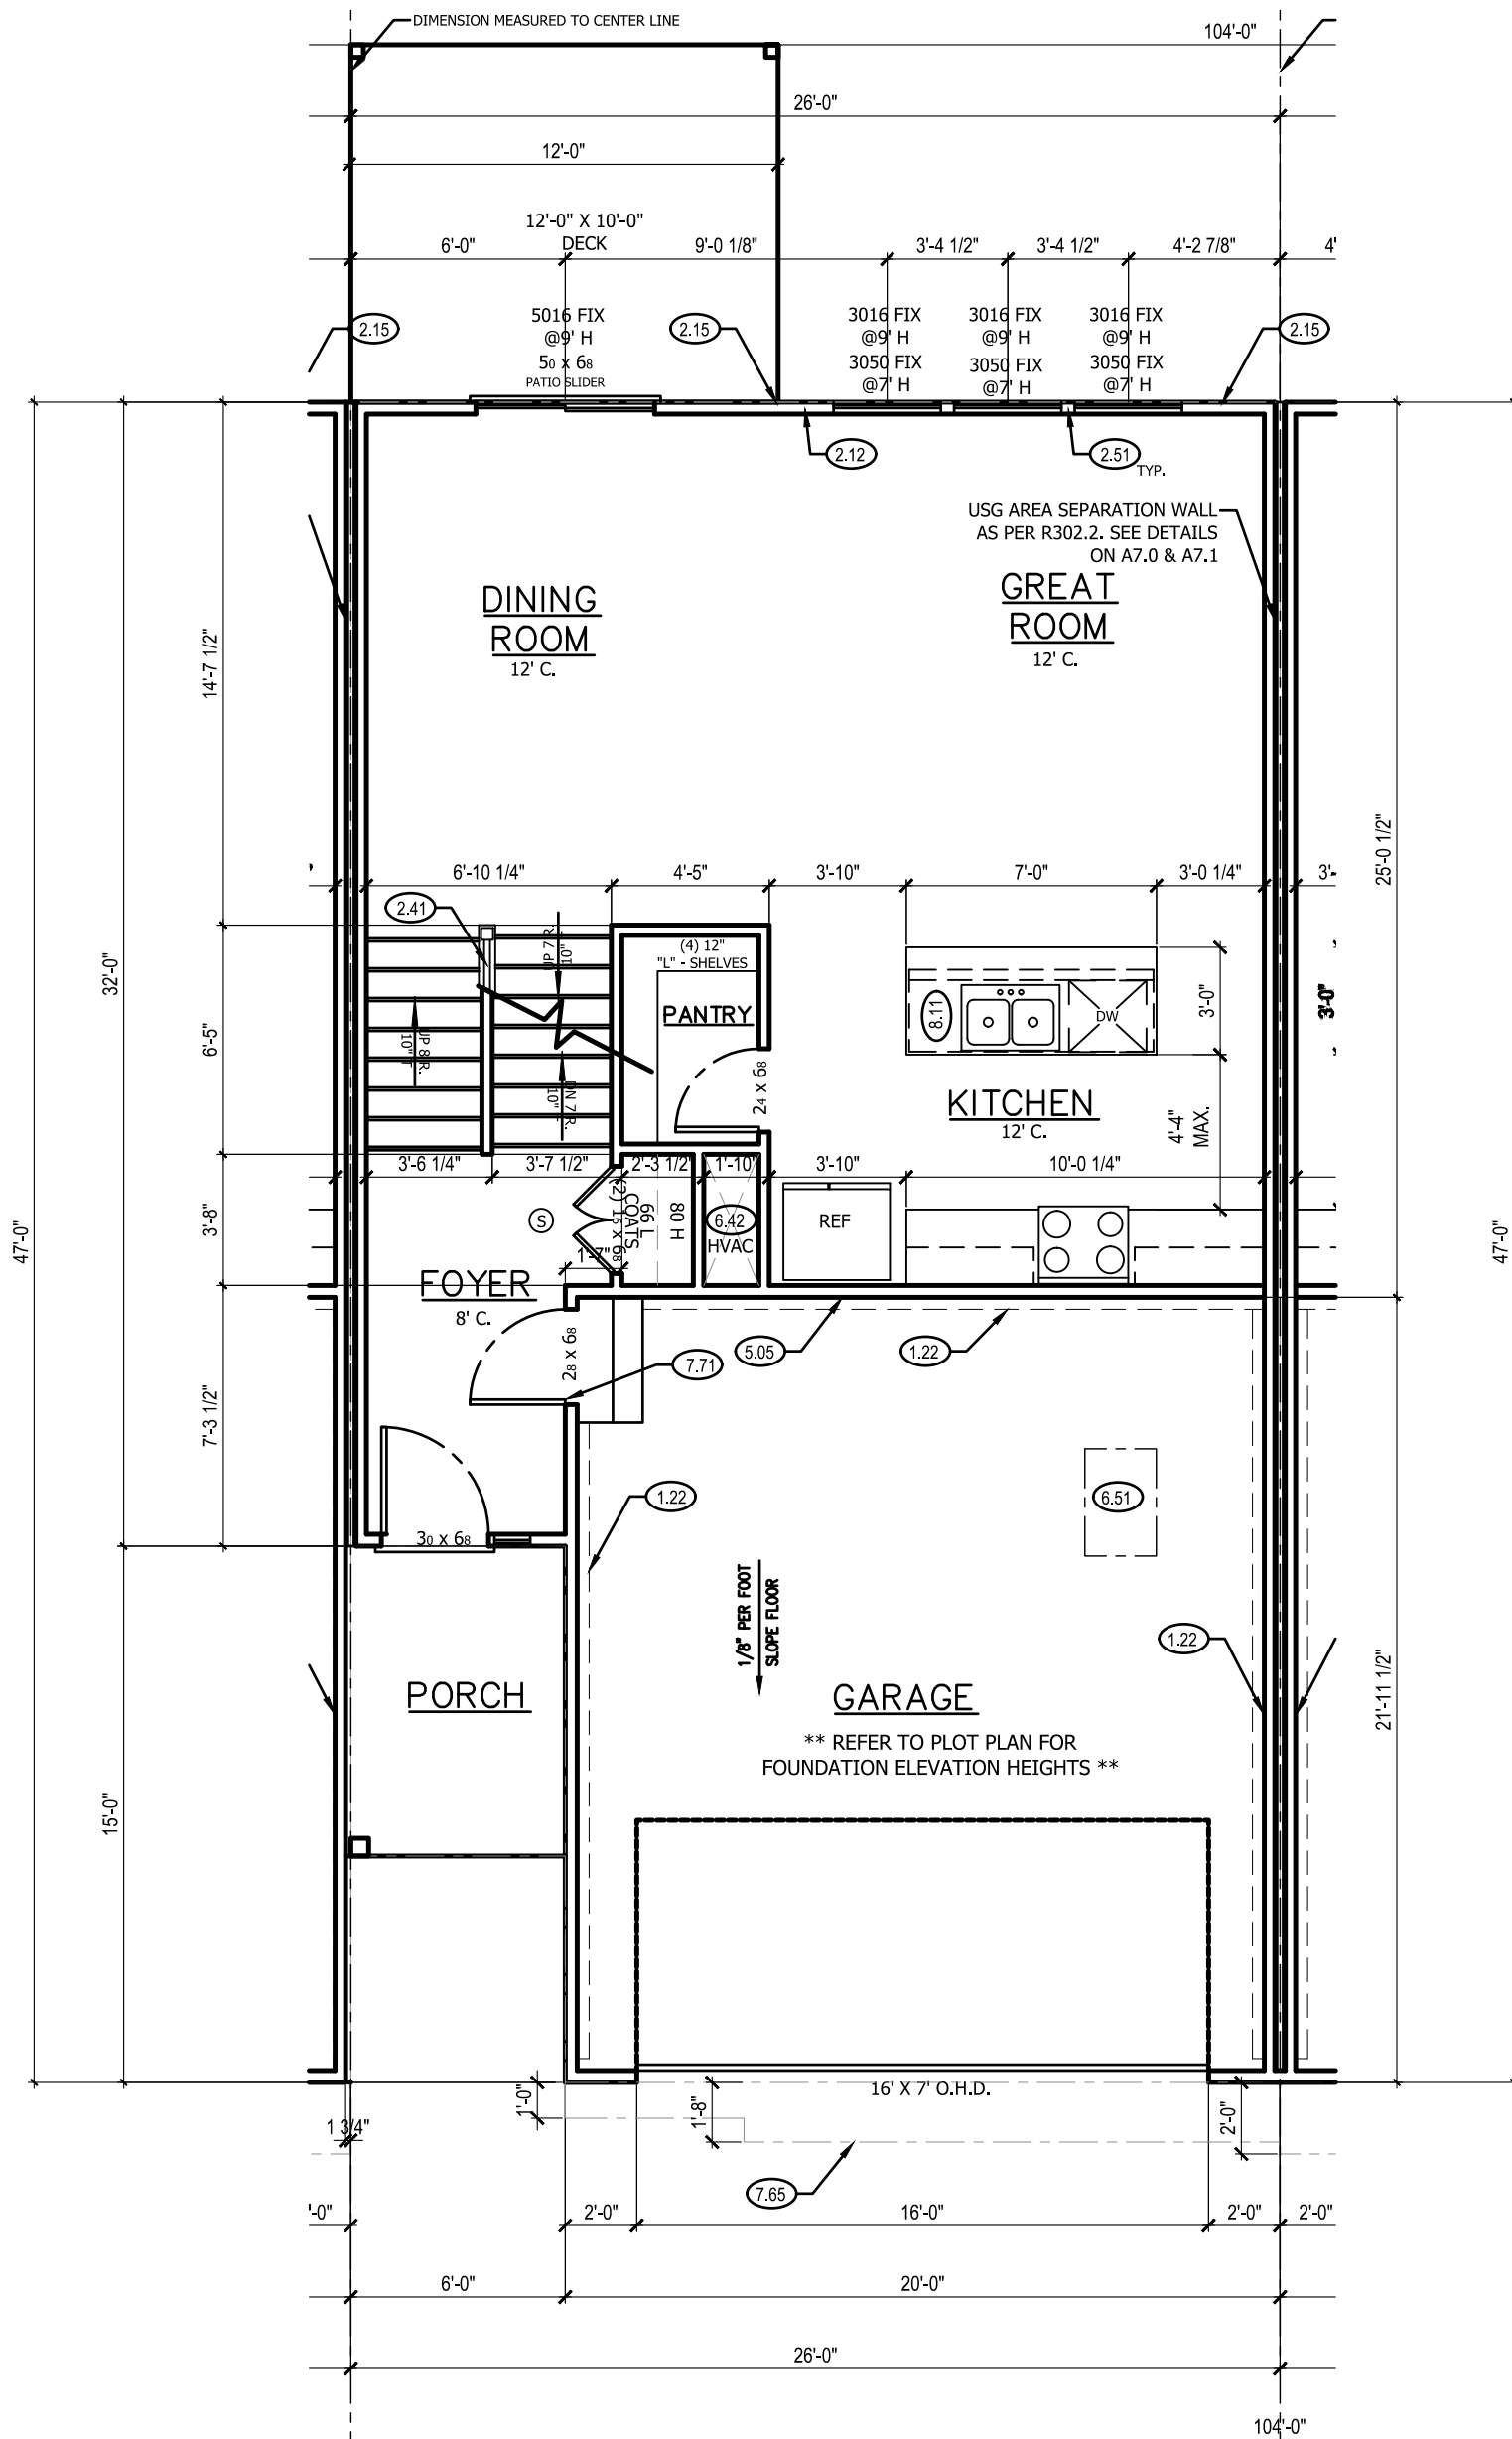 DIMENSION MEASURED TO CENTER LINE
104'-0"
26'-0"
12'-0"
12'-0" X 10'-0"
DECK
6'-0"
9'-0 1/8"
3'-4 1/2"
3'-4 1/2"
4'-2 7/8"
4'
5016 FIX
@9' H
50 x 68
PATIO SLIDER
3016 FIX
@9' H
3050 FIX
@7' H
3016 FIX
@9' H
3050 FIX
@7' H
3016 FIX
@9' H
3050 FIX
@7' H
2.15
2.15
2.15
2.12
2.51
TYP.
USG AREA SEPARATION WALL
AS PER R302.2. SEE DETAILS
ON A7.0 & A7.1
DINING
ROOM
12' C.
GREAT
ROOM
12' C.
14'-7 1/2"
25'-0 1/2"
32'-0"
47'-0"
47'-0"
6'-10 1/4"
4'-5"
3'-10"
7'-0"
3'-0 1/4"
3'-
2.41
UP 7 R.
10"
(4) 12"
"L" - SHELVES
PANTRY
24 x 68
8.11
DW
3'-0"
3'-0"
6'-5"
UP 8 R.
10" T
DN 7 R.
10"
KITCHEN
12' C.
4'-4"
MAX.
3'-6 1/4"
3'-7 1/2"
2'-3 1/2"
1'-10"
3'-10"
10'-0 1/4"
3'-8"
S
(2) 16 x 68
COATS
66 L
80 H
6.42
HVAC
REF
1'-7"
FOYER
8' C.
28 x 68
7.71
5.05
1.22
7'-3 1/2"
1.22
6.51
30 x 68
1/8" PER FOOT
SLOPE FLOOR
1.22
PORCH
GARAGE
** REFER TO PLOT PLAN FOR
FOUNDATION ELEVATION HEIGHTS **
21'-11 1/2"
15'-0"
16' X 7' O.H.D.
1'-0"
1'-8"
2'-0"
1 3/4"
7.65
'-0"
2'-0"
16'-0"
2'-0"
2'-0"
6'-0"
20'-0"
26'-0"
104'-0"